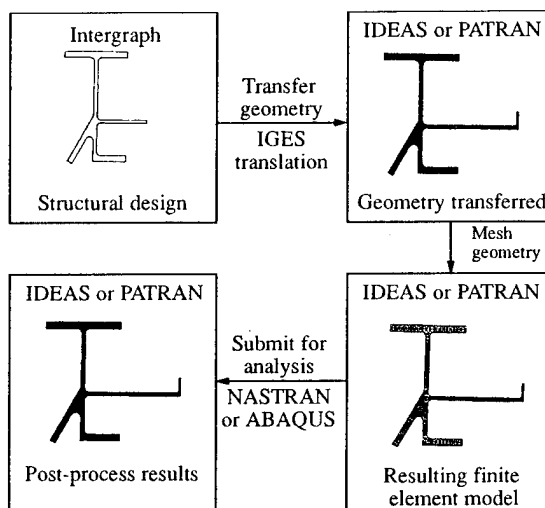 Intergraph
Structural design
Transfer
geometry
IGES
translation
IDEAS or PATRAN
Geometry transferred
Mesh
geometry
IDEAS or PATRAN
Resulting finite
element model
Submit for
analysis
NASTRAN
or ABAQUS
IDEAS or PATRAN
Post-process results